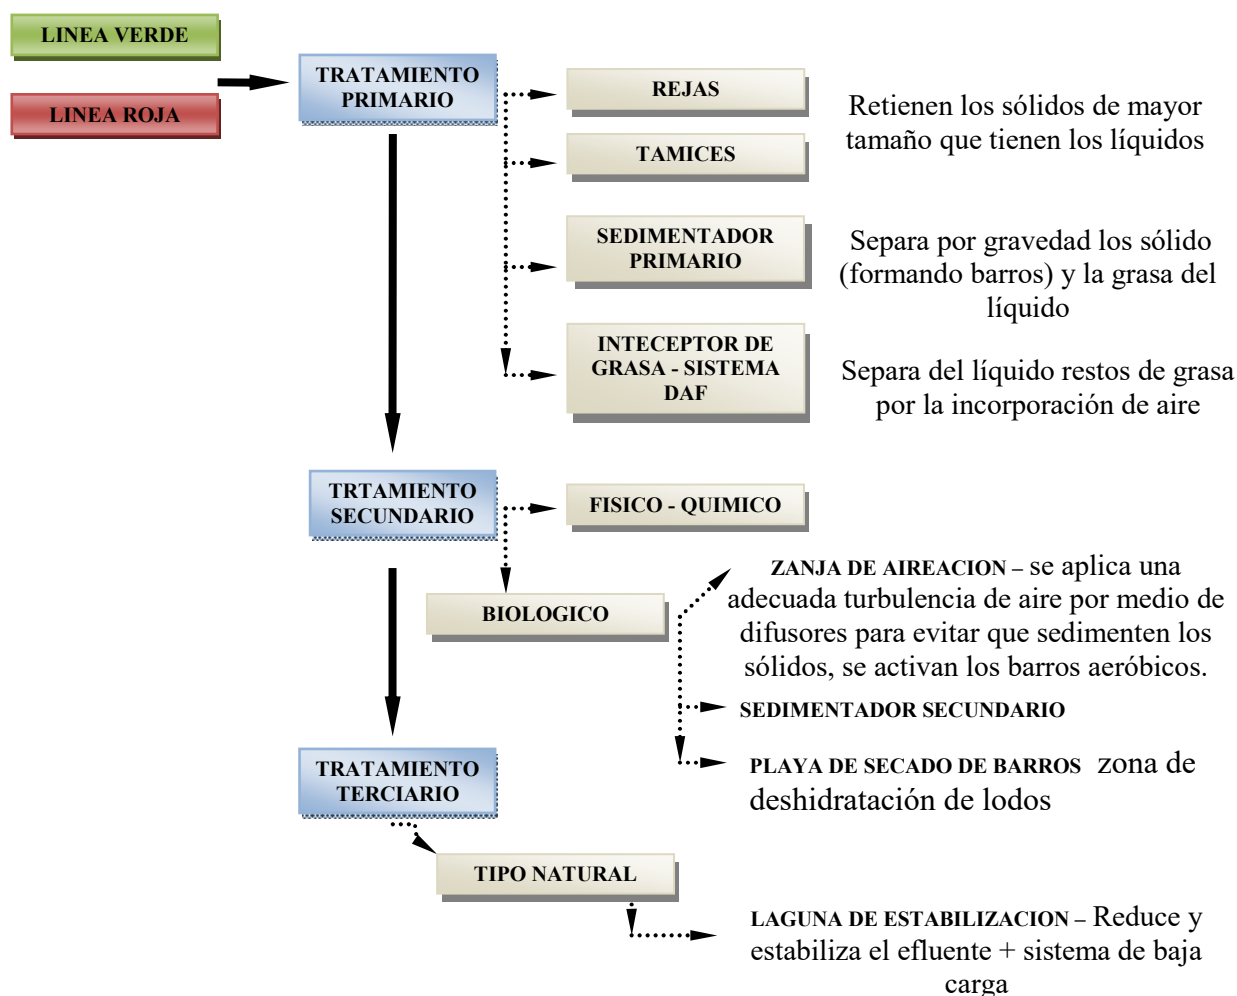 LINEA VERDE
LINEA ROJA
TRATAMIENTO
PRIMARIO
REJAS
TAMICES
Retienen los sólidos de mayor
tamaño que tienen los líquidos
SEDIMENTADOR
PRIMARIO
Separa por gravedad los sólido
(formando barros) y la grasa del
líquido
INTECEPTOR DE
GRASA - SISTEMA
DAF
Separa del líquido restos de grasa
por la incorporación de aire
TRTAMIENTO
SECUNDARIO
FISICO - QUIMICO
BIOLOGICO
ZANJA DE AIREACION – se aplica una
adecuada turbulencia de aire por medio de
difusores para evitar que sedimenten los
sólidos, se activan los barros aeróbicos.
SEDIMENTADOR SECUNDARIO
PLAYA DE SECADO DE BARROS zona de
deshidratación de lodos
TRATAMIENTO
TERCIARIO
TIPO NATURAL
LAGUNA DE ESTABILIZACION – Reduce y
estabiliza el efluente + sistema de baja
carga